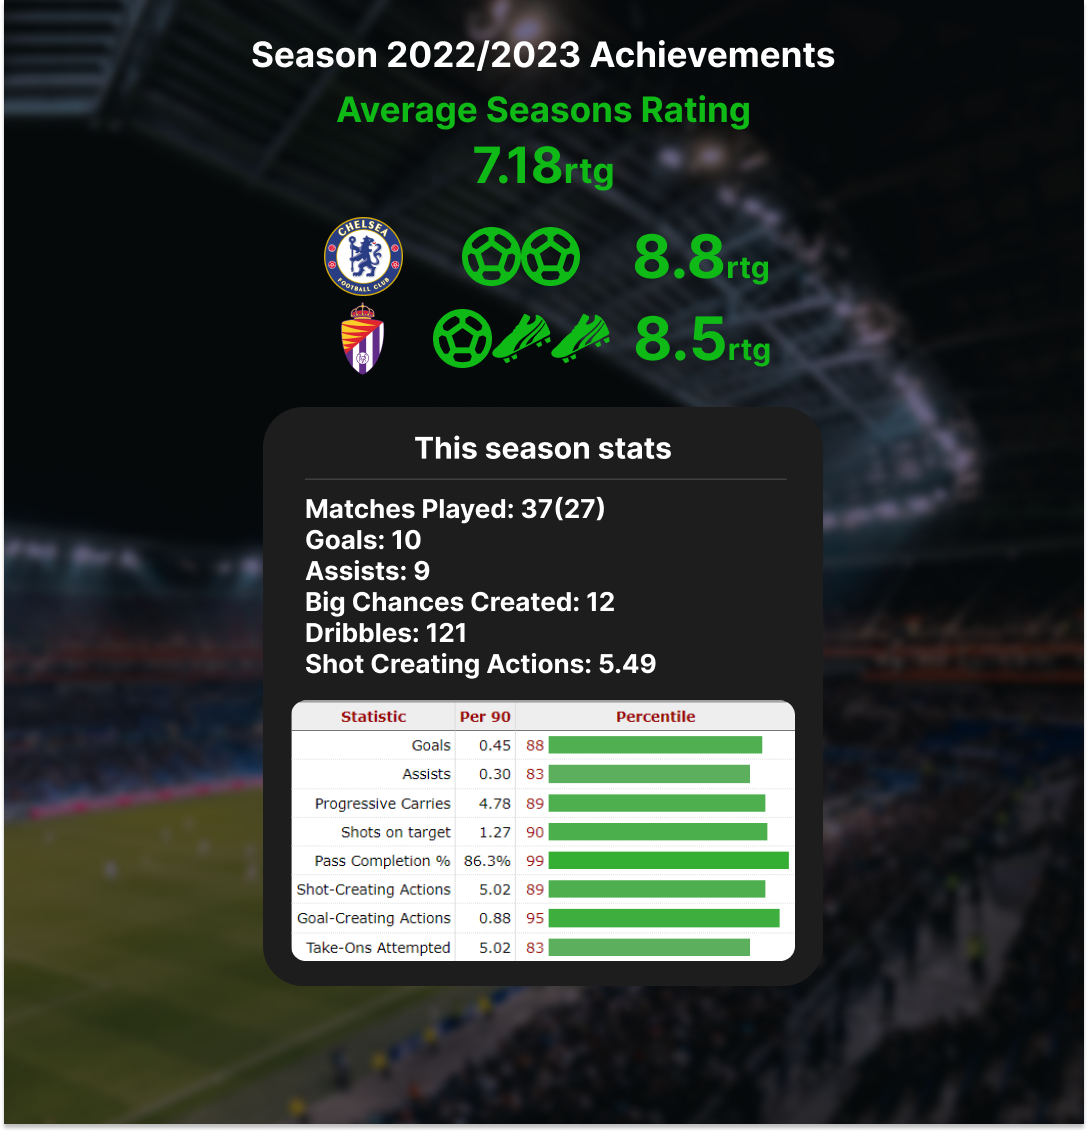 Season 2022/2023 Achievements
Average Seasons Rating
7.18rtg
CHELSEA
FOOTBALL CLUB
8.8rtg
8.5rtg
This season stats
Matches Played: 37(27)
Goals: 10
Assists: 9
Big Chances Created: 12
Dribbles: 121
Shot Creating Actions: 5.49
Statistic Per 90 Percentile
Goals 0.45 88
Assists 0.30 83
Progressive Carries 4.78 89
Shots on target 1.27 90
Pass Completion % 86.3% 99
Shot-Creating Actions 5.02 89
Goal-Creating Actions 0.88 95
Take-Ons Attempted 5.02 83